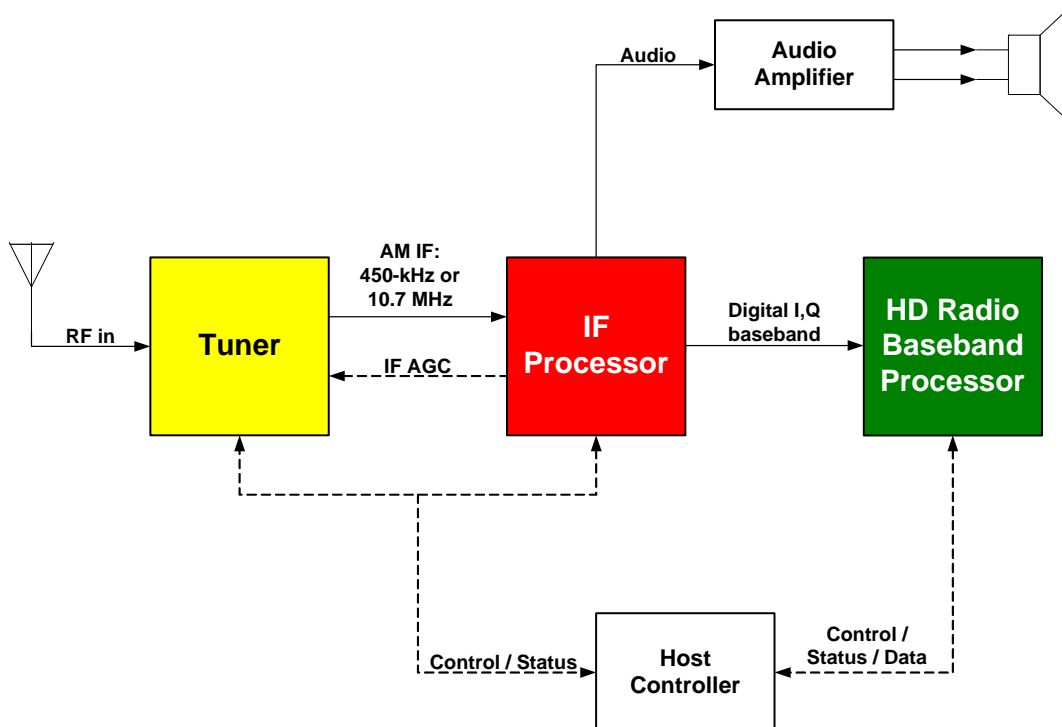 Audio
Audio
Amplifier
AM IF:
450-kHz or
10.7 MHz
RF in
Tuner
IF AGC
IF
Processor
Digital I,Q
baseband
HD Radio
Baseband
Processor
Control / Status
Host
Controller
Control /
Status / Data